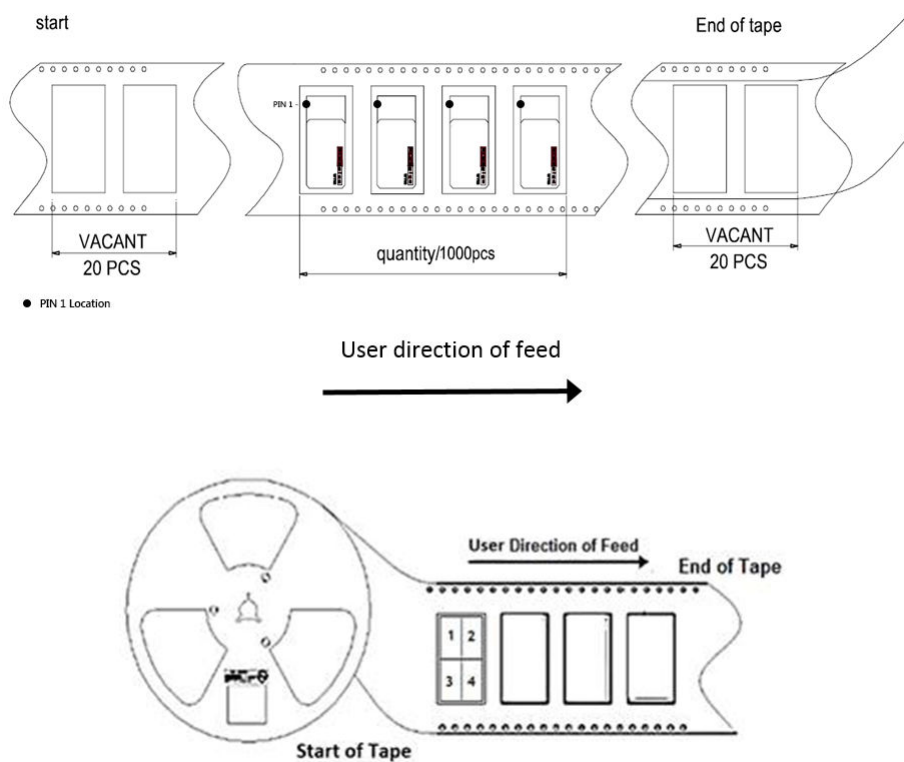 start
End of tape
PIN 1
VACANT
20 PCS
quantity/1000pcs
VACANT
20 PCS
PIN 1 Location
User direction of feed
User Direction of Feed
End of Tape
1 2
3 4
Start of Tape